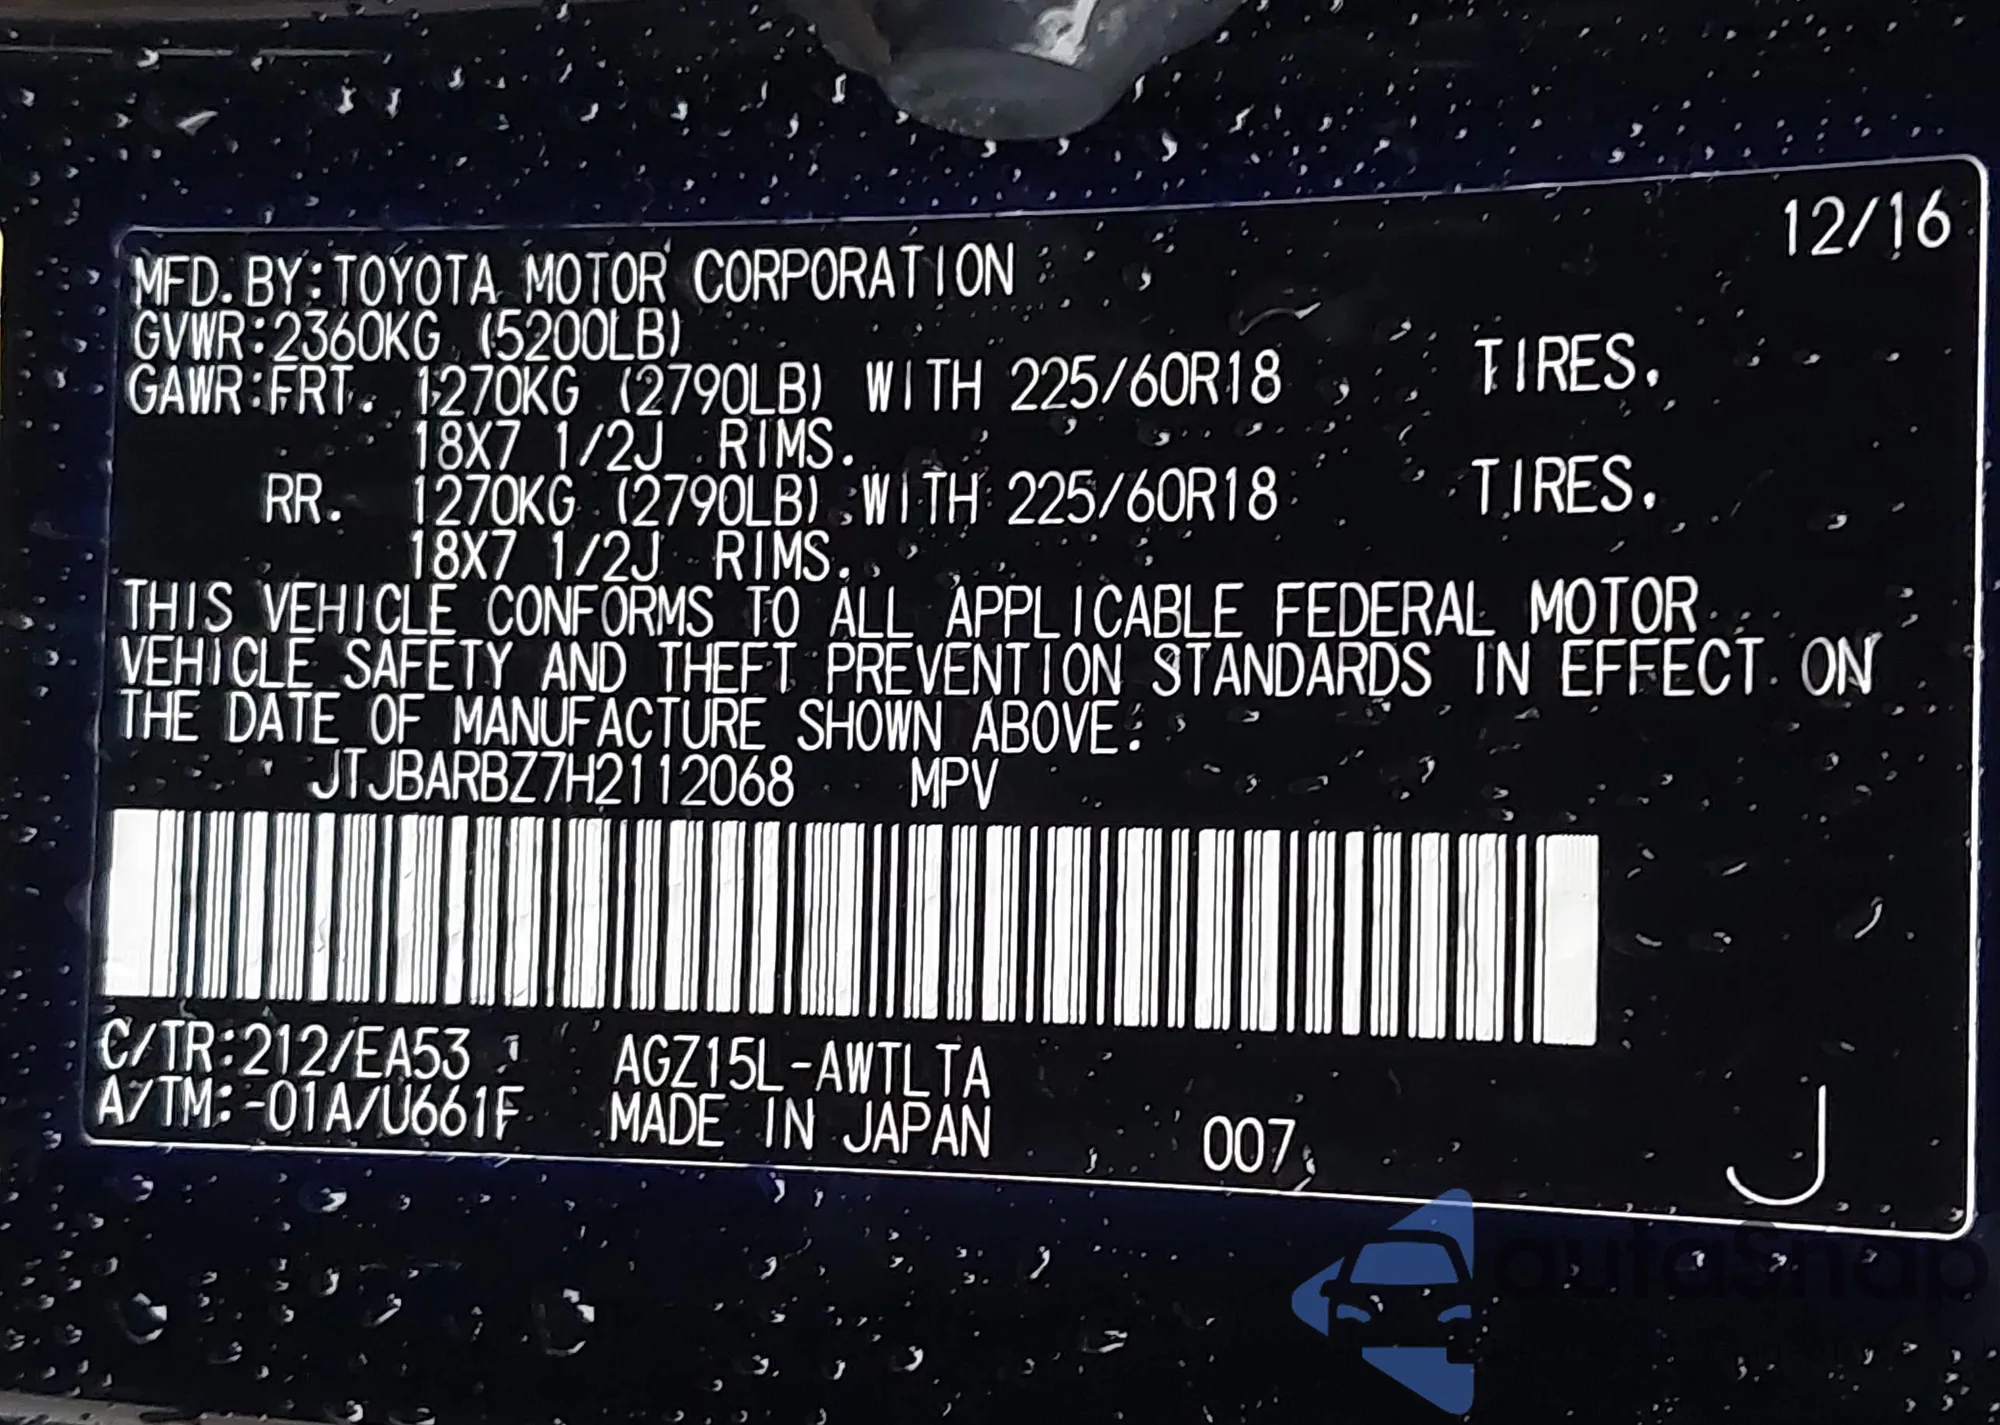 12/16
MFD.BY:TOYOTA MOTOR CORPORATION
GVWR:2360KG (5200LB)
GAWR:FRT. 1270KG (2790LB) WITH 225/60R18 TIRES.
18X7 1/2J RIMS.
RR. 1270KG (2790LB) WITH 225/60R18 TIRES.
18X7 1/2J RIMS.
THIS VEHICLE CONFORMS TO ALL APPLICABLE FEDERAL MOTOR
VEHICLE SAFETY AND THEFT PREVENTION STANDARDS IN EFFECT ON
THE DATE OF MANUFACTURE SHOWN ABOVE.
JTJBARBZ7H2112068 MPV
C/TR:212/EA53 AGZ15L-AWTLTA
A/TM:-01A/U661F MADE IN JAPAN 007 J
autoSnap